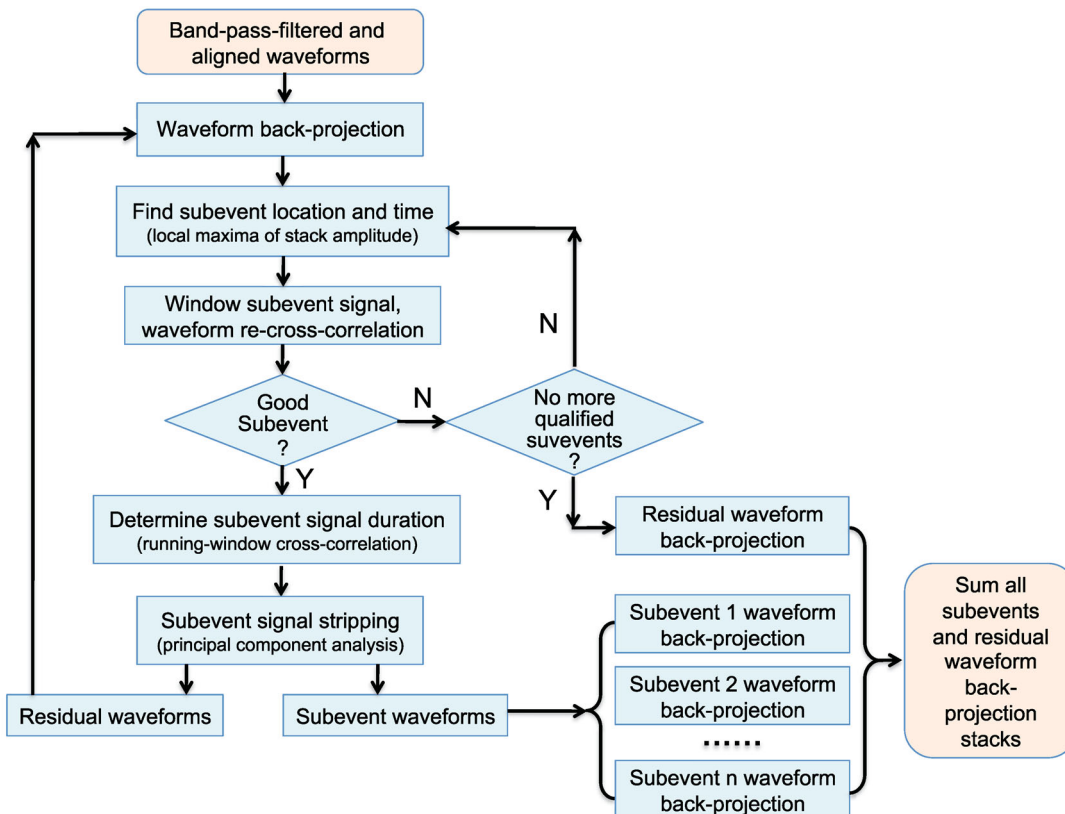 Band-pass-filtered and
aligned waveforms
Waveform back-projection
Find subevent location and time
(local maxima of stack amplitude)
Window subevent signal,
waveform re-cross-correlation
N
Good
Subevent
?
N
No more
qualified
suvevents
?
Y
Y
Determine subevent signal duration
(running-window cross-correlation)
Residual waveform
back-projection
Subevent signal stripping
(principal component analysis)
Subevent 1 waveform
back-projection
Sum all
subevents
and residual
waveform
back-
projection
stacks
Residual waveforms
Subevent waveforms
Subevent 2 waveform
back-projection
.......
Subevent n waveform
back-projection